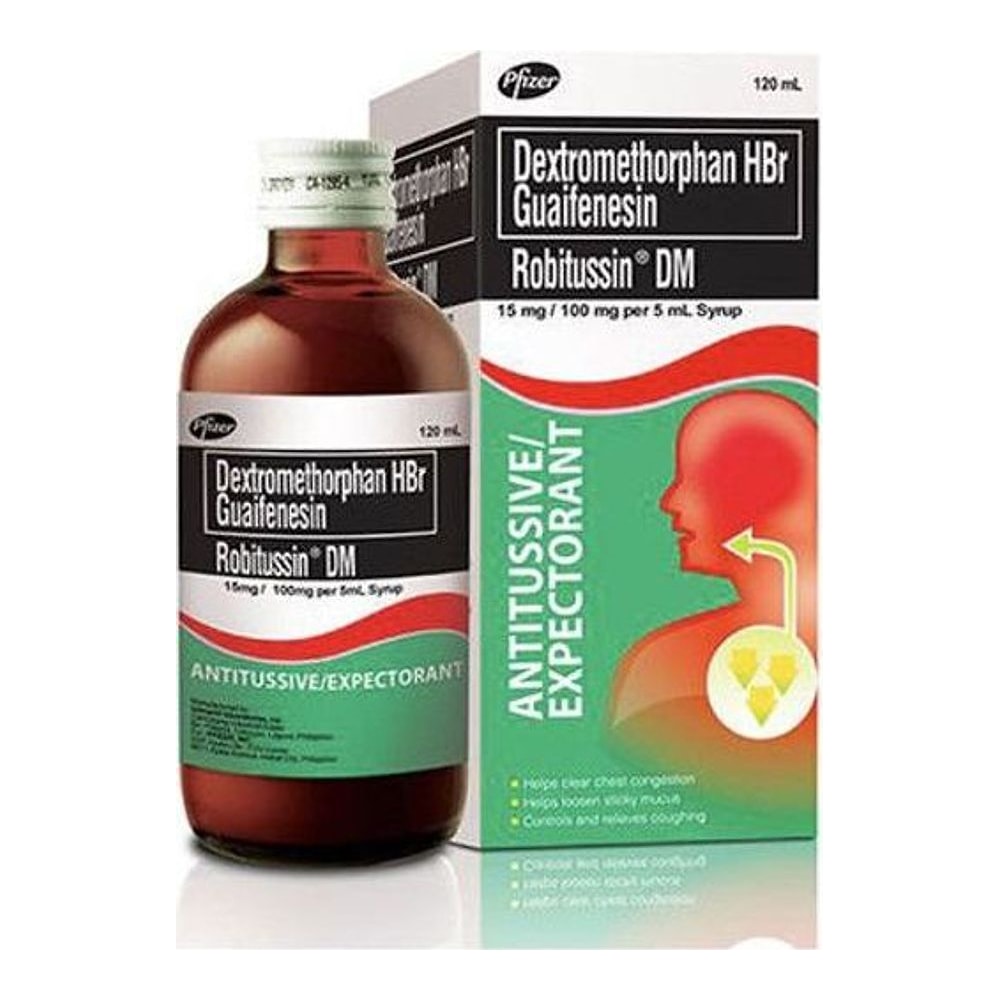 Pfizer
120 mL
Dextromethorphan HBr
Guaifenesin
Robitussin® DM
15 mg / 100 mg per 5 mL Syrup
ANTITUSSIVE/
EXPECTORANT
Helps clear chest congestion
Helps loosen sticky mucus
Controls and relieves coughing
Pfizer
120 mL
Dextromethorphan HBr
Guaifenesin
Robitussin® DM
15mg / 100mg per 5mL Syrup
ANTITUSSIVE/EXPECTORANT